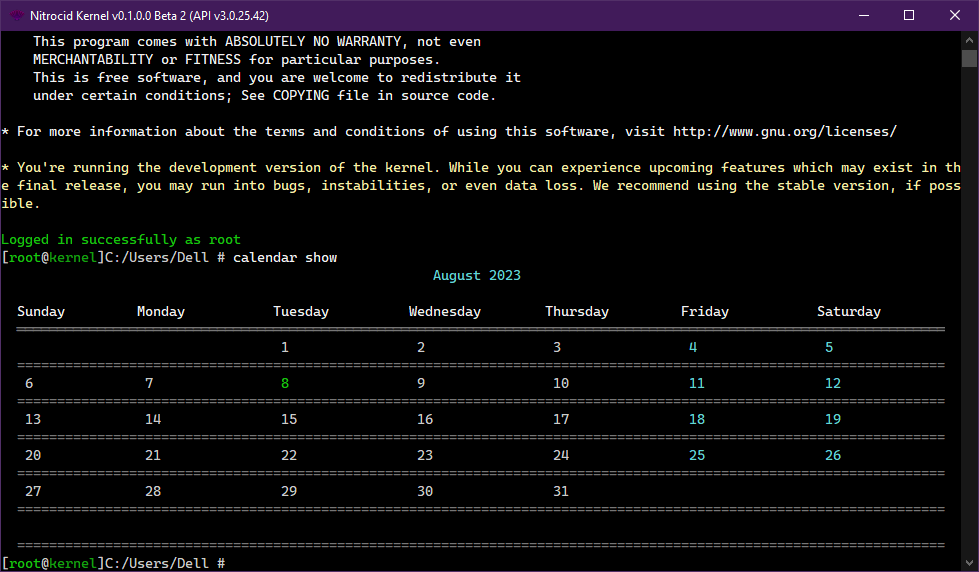 Nitrocid Kernel v0.1.0.0 Beta 2 (API v3.0.25.42)
This program comes with ABSOLUTELY NO WARRANTY, not even
MERCHANTABILITY or FITNESS for particular purposes.
This is free software, and you are welcome to redistribute it
under certain conditions; See COPYING file in source code.
* For more information about the terms and conditions of using this software, visit http://www.gnu.org/licenses/
* You're running the development version of the kernel. While you can experience upcoming features which may exist in th
e final release, you may run into bugs, instabilities, or even data loss. We recommend using the stable version, if poss
ible.
Logged in successfully as root
[root@kernel]C:/Users/Dell # calendar show
August 2023
Sunday Monday Tuesday Wednesday Thursday Friday Saturday
1 2 3 4 5
6 7 8 9 10 11 12
13 14 15 16 17 18 19
20 21 22 23 24 25 26
27 28 29 30 31
[root@kernel]C:/Users/Dell #